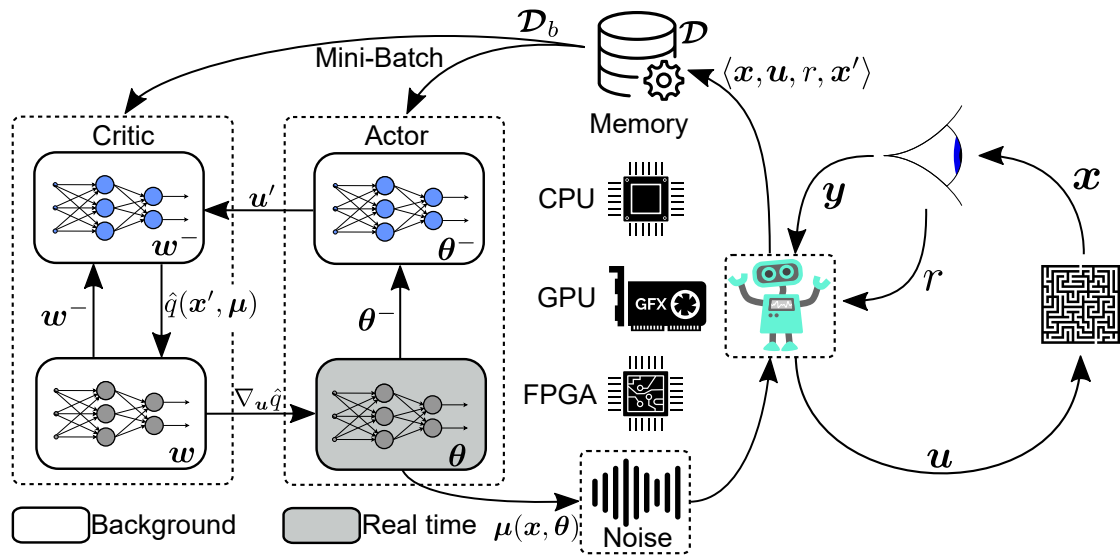 𝓓_b
𝓓
Mini-Batch
⟨x, u, r, x′⟩
Memory
Critic
Actor
CPU
x
y
u′
w⁻
θ⁻
w⁻
q̂(x′, μ)
θ⁻
GPU
GFX
r
∇_u q̂
FPGA
w
θ
u
Background
Real time
μ(x, θ)
Noise